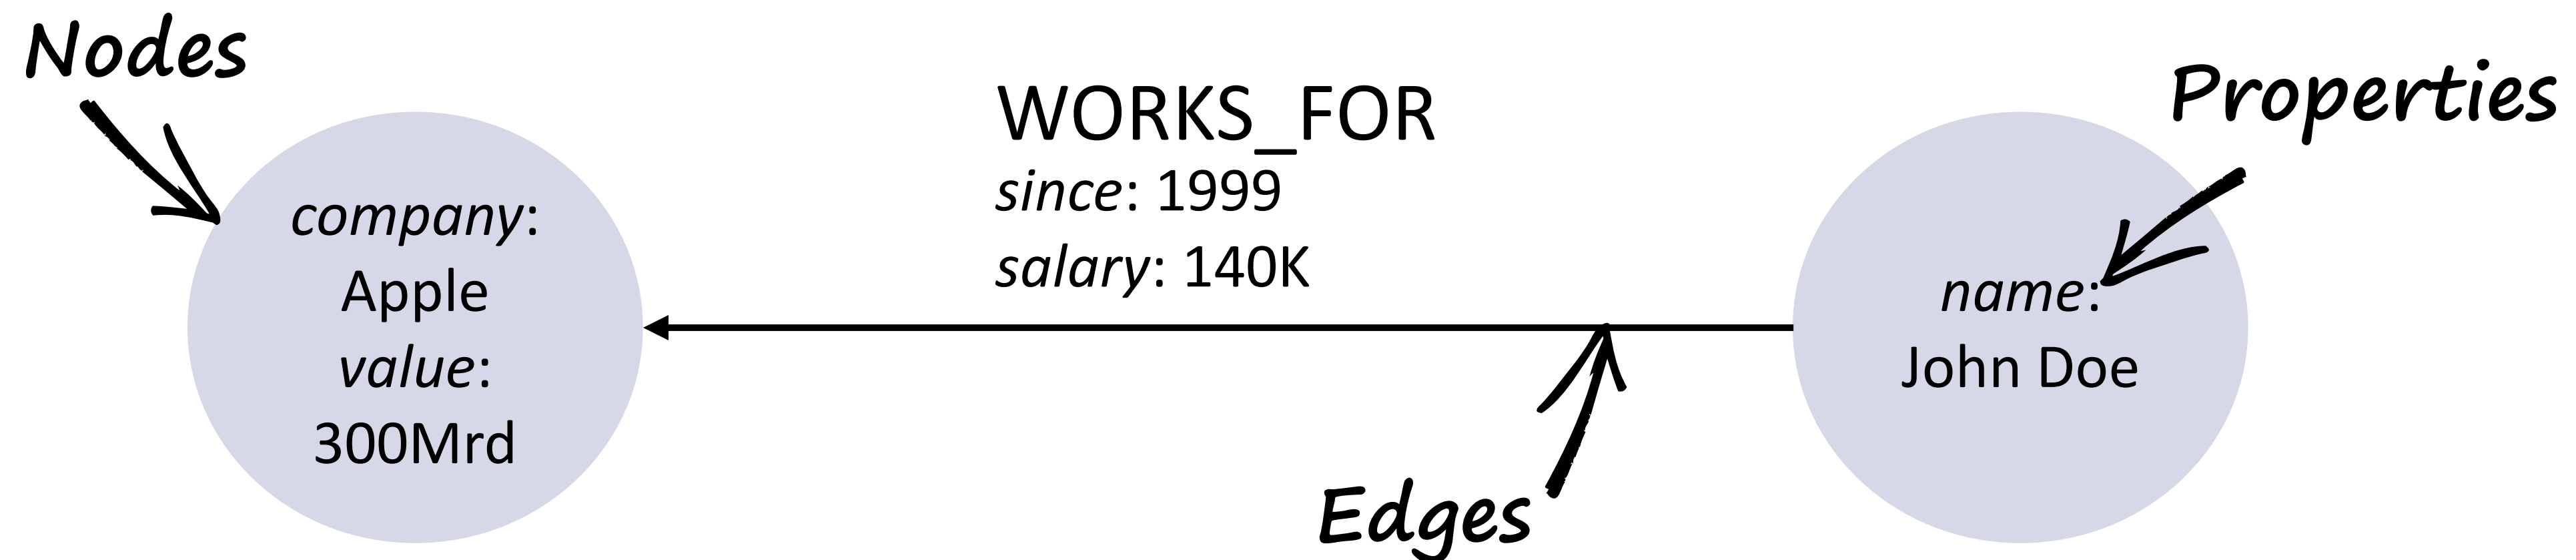 Nodes
company:
Apple
value:
300Mrd
WORKS_FOR
since: 1999
salary: 140K
Edges
Properties
name:
John Doe